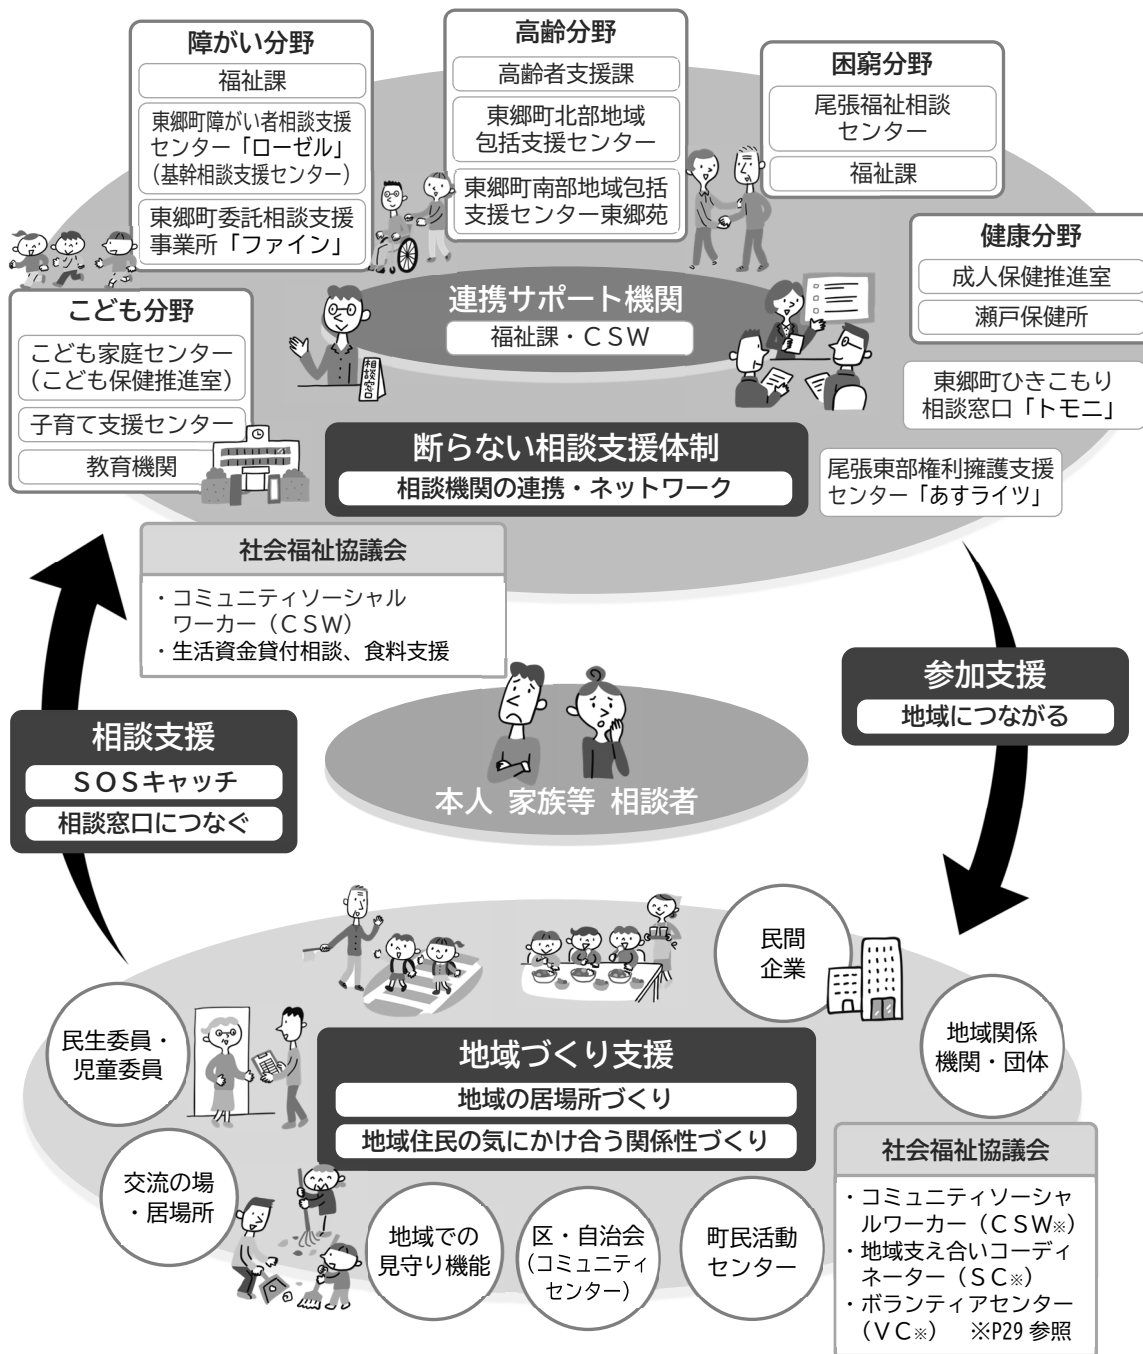 障がい分野
福祉課
東郷町障がい者相談支援
センター「ローゼル」
（基幹相談支援センター）
東郷町委託相談支援
事業所「ファイン」
高齢分野
高齢者支援課
東郷町北部地域
包括支援センター
東郷町南部地域包括
支援センター東郷苑
困窮分野
尾張福祉相談
センター
福祉課
健康分野
成人保健推進室
瀬戸保健所
こども分野
こども家庭センター
（こども保健推進室）
子育て支援センター
教育機関
連携サポート機関
福祉課・ＣＳＷ
相談窓口
東郷町ひきこもり
相談窓口「トモニ」
尾張東部権利擁護支援
センター「あすライツ」
断らない相談支援体制
相談機関の連携・ネットワーク
社会福祉協議会
・コミュニティソーシャル
ワーカー（ＣＳＷ）
・生活資金貸付相談、食料支援
参加支援
地域につながる
相談支援
ＳＯＳキャッチ
相談窓口につなぐ
本人 家族等 相談者
民間
企業
民生委員・
児童委員
地域関係
機関・団体
地域づくり支援
地域の居場所づくり
地域住民の気にかけ合う関係性づくり
交流の場
・居場所
地域での
見守り機能
区・自治会
（コミュニティ
センター）
町民活動
センター
社会福祉協議会
・コミュニティソーシャ
ルワーカー（ＣＳＷ※）
・地域支え合いコーディ
ネーター（ＳＣ※）
・ボランティアセンター
（ＶＣ※）　※P29 参照